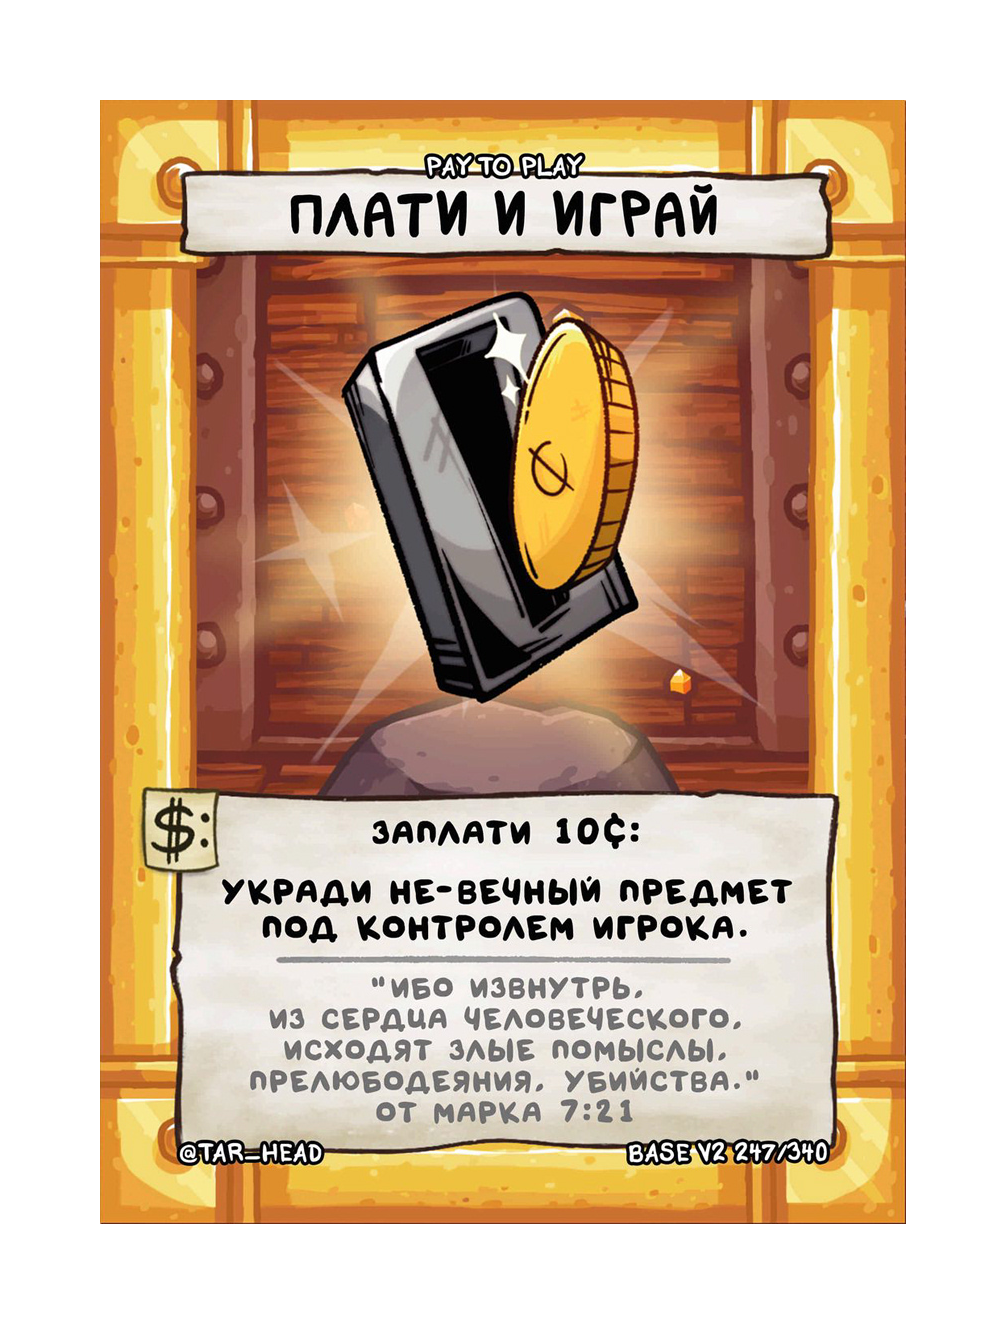 PAY TO PLAY
ПЛАТИ И ИГРАЙ
$:
ЗАПЛАТИ 10¢:
УКРАДИ НЕ-ВЕЧНЫЙ ПРЕДМЕТ
ПОД КОНТРОЛЕМ ИГРОКА.
"ИБО ИЗВНУТРЬ,
ИЗ СЕРДЦА ЧЕЛОВЕЧЕСКОГО,
ИСХОДЯТ ЗЛЫЕ ПОМЫСЛЫ,
ПРЕЛЮБОДЕЯНИЯ, УБИЙСТВА."
ОТ МАРКА 7:21
@TAR_HEAD
BASE V2 247/340